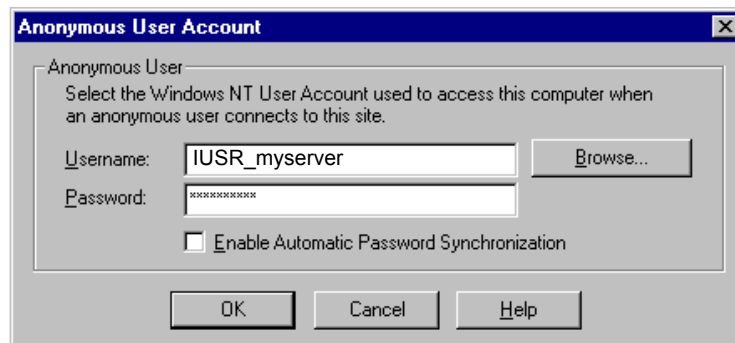 Anonymous User Account
Anonymous User
Select the Windows NT User Account used to access this computer when
an anonymous user connects to this site.
Username: IUSR_myserver Browse...
Password: **********
Enable Automatic Password Synchronization
OK Cancel Help